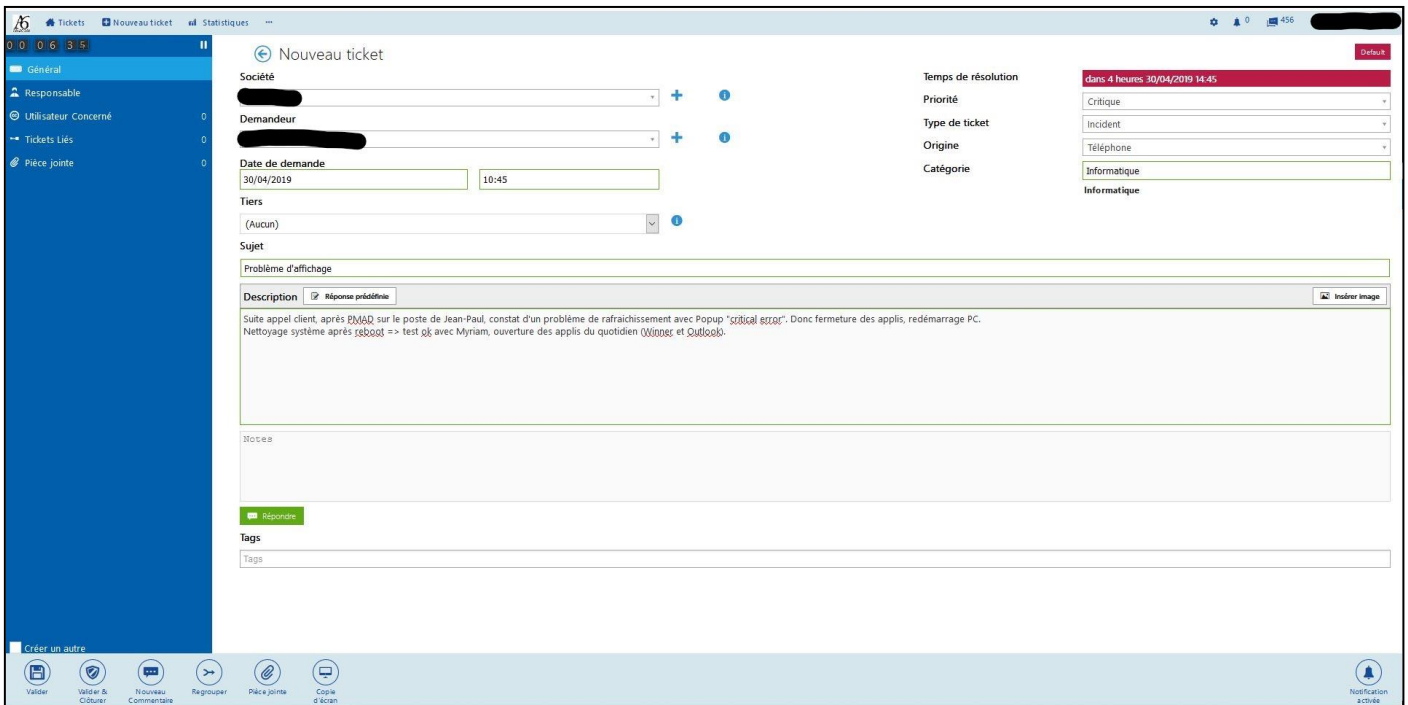 A6
Tickets Nouveau ticket Statistiques ...
0 456
00 06 35
Général
Responsable
Utilisateur Concerné 0
Tickets Liés 0
Pièce jointe 0
Nouveau ticket
Default
Société
Demandeur
Date de demande
30/04/2019 10:45
Tiers
(Aucun)
Temps de résolution dans 4 heures 30/04/2019 14:45
Priorité Critique
Type de ticket Incident
Origine Téléphone
Catégorie Informatique
Informatique
Sujet
Problème d'affichage
Description Réponse prédéfinie Insérer image
Suite appel client, après PMAD sur le poste de Jean-Paul, constat d'un problème de rafraichissement avec Popup "critical error". Donc fermeture des applis, redémarrage PC.
Nettoyage système après reboot => test ok avec Myriam, ouverture des applis du quotidien (Winner et Outlook).
Notes
Répondre
Tags
Tags
Créer un autre
Valider
Valider &
Clôturer
Nouveau
Commentaire
Regrouper
Pièce jointe
Copie
d'écran
Notification
activée